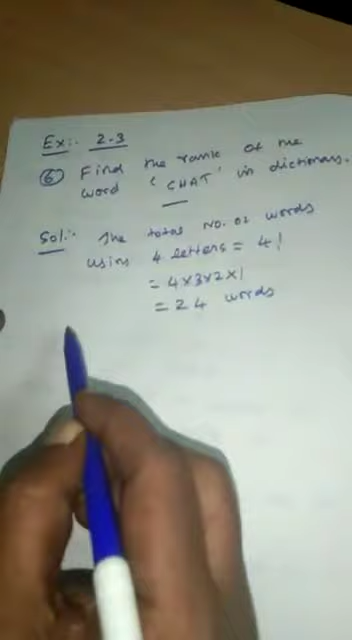 Ex:- 2.3
⑥ Find the rank of the
word 'CHAT' in dictionary.
Sol:- The total No. of words
using 4 letters = 4!
= 4×3×2×1
= 24 words